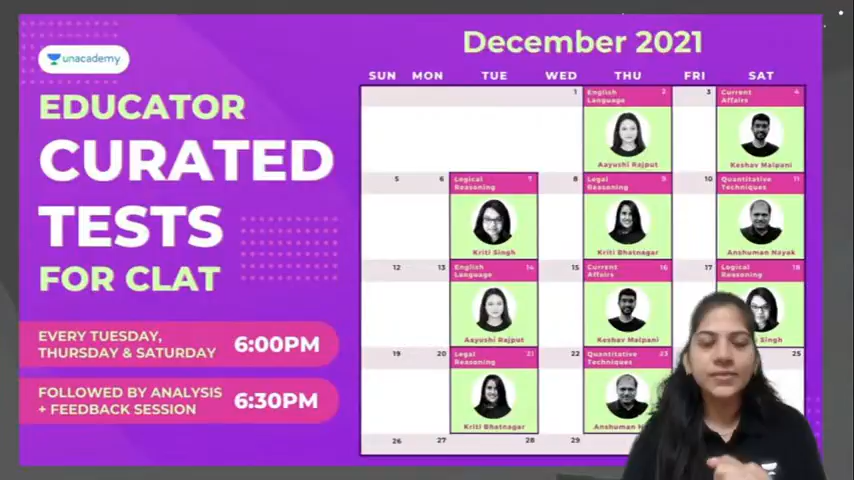 unacademy
EDUCATOR
CURATED
TESTS
FOR CLAT
EVERY TUESDAY,
THURSDAY & SATURDAY
6:00PM
FOLLOWED BY ANALYSIS
+ FEEDBACK SESSION
6:30PM
December 2021
SUN MON TUE WED THU FRI SAT
1
English
Language
2
Aayushi Rajput
3
Current
Affairs
4
Keshav Malpani
5
6
Logical
Reasoning
7
Kriti Singh
8
Legal
Reasoning
9
Kriti Bhatnagar
10
Quantitative
Techniques
11
Anshuman Nayak
12
13
English
Language
14
Aayushi Rajput
15
Current
Affairs
16
Keshav Malpani
17
Logical
Reasoning
18
Singh
19
20
Legal
Reasoning
21
Kriti Bhatnagar
22
Quantitative
Techniques
23
Anshuman N
25
26
27
28
29